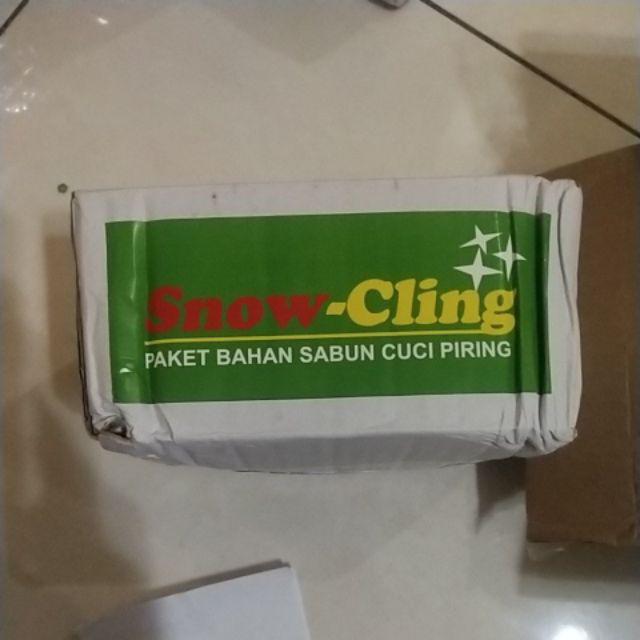 Snow-Cling
PAKET BAHAN SABUN CUCI PIRING